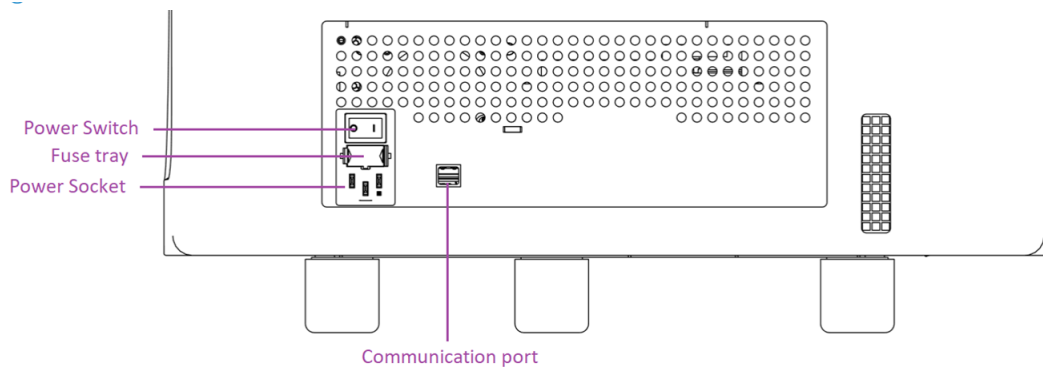 Power Switch
Fuse tray
Power Socket
Communication port